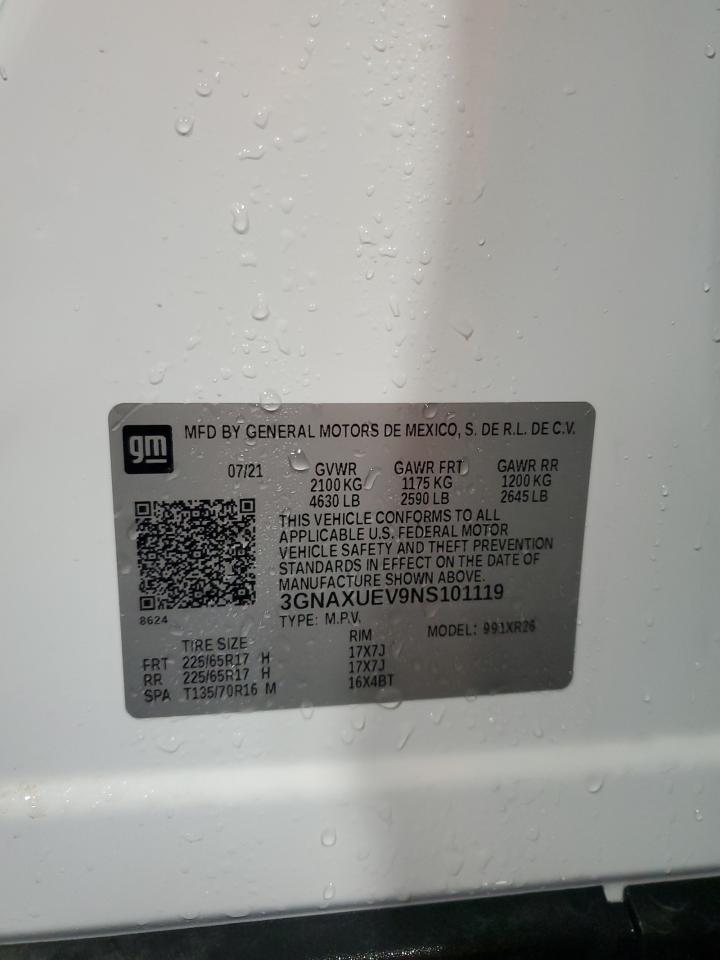 gm
MFD BY GENERAL MOTORS DE MEXICO, S. DE R.L. DE C.V.
07/21 GVWR GAWR FRT GAWR RR
2100 KG 1175 KG 1200 KG
4630 LB 2590 LB 2645 LB
THIS VEHICLE CONFORMS TO ALL
APPLICABLE U.S. FEDERAL MOTOR
VEHICLE SAFETY AND THEFT PREVENTION
STANDARDS IN EFFECT ON THE DATE OF
MANUFACTURE SHOWN ABOVE.
3GNAXUEV9NS101119
8624
TYPE: M.P.V. MODEL: 991XR26
TIRE SIZE RIM
FRT 225/65R17 H 17X7J
RR 225/65R17 H 17X7J
SPA T135/70R16 M 16X4BT